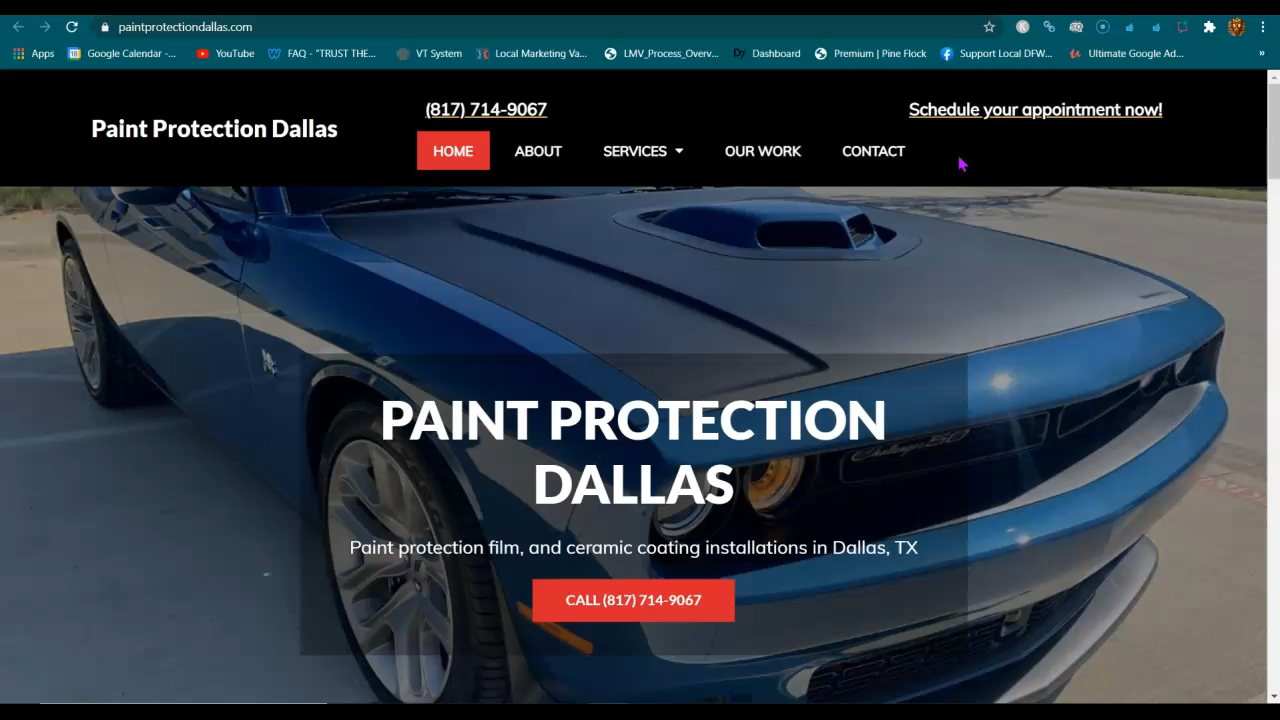 paintprotectiondallas.com
Apps Google Calendar -... YouTube FAQ - "TRUST THE... VT System Local Marketing Va... LMV_Process_Overv... D7 Dashboard Premium | Pine Flock Support Local DFW... Ultimate Google Ad... »
Paint Protection Dallas
(817) 714-9067
Schedule your appointment now!
HOME ABOUT SERVICES OUR WORK CONTACT
PAINT PROTECTION
DALLAS
Paint protection film, and ceramic coating installations in Dallas, TX
CALL (817) 714-9067